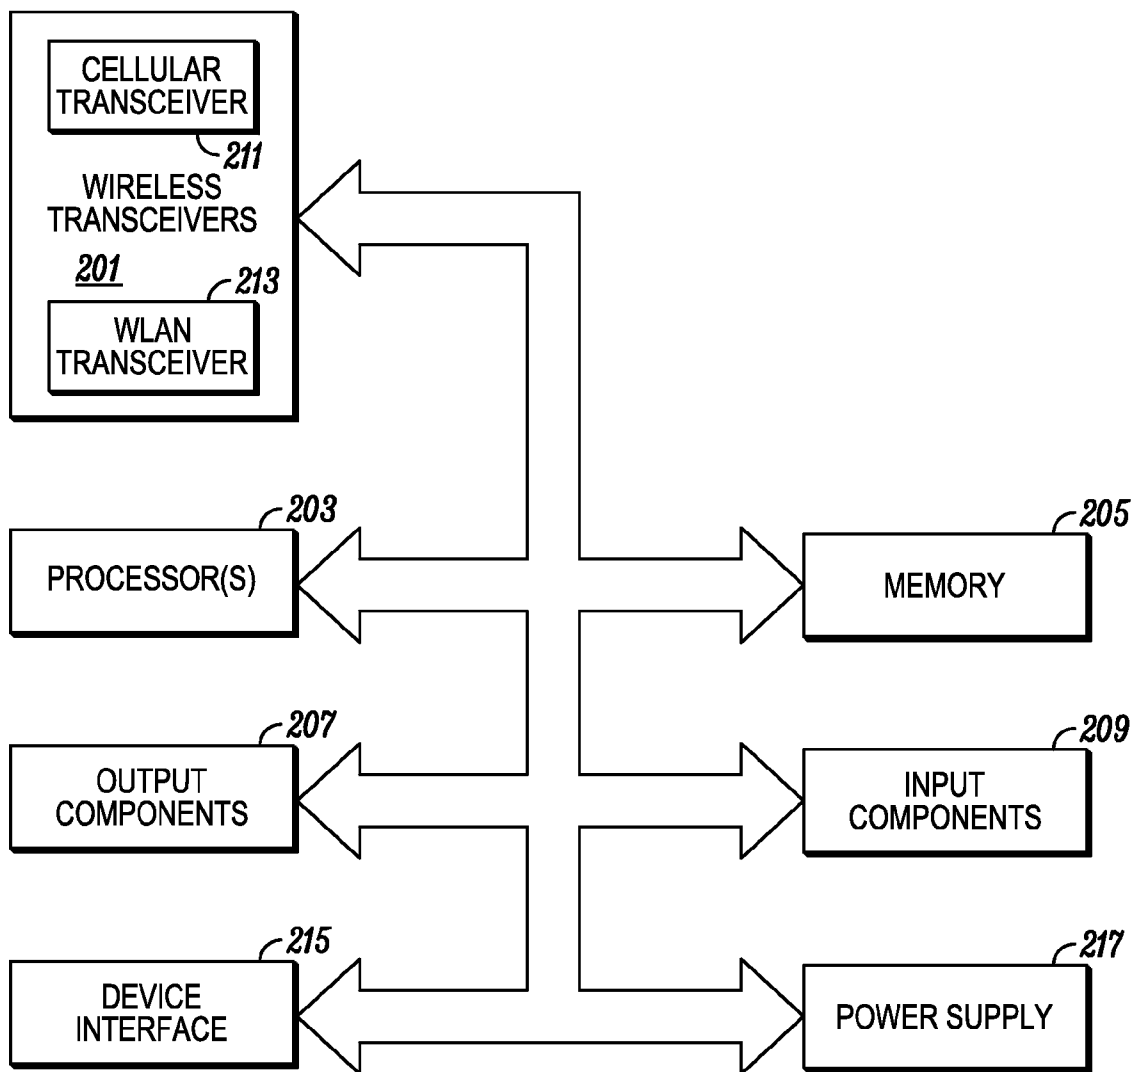 CELLULAR
TRANSCEIVER
211
WIRELESS
TRANSCEIVERS
201
213
WLAN
TRANSCEIVER
203
PROCESSOR(S)
205
MEMORY
207
OUTPUT
COMPONENTS
209
INPUT
COMPONENTS
215
DEVICE
INTERFACE
217
POWER SUPPLY